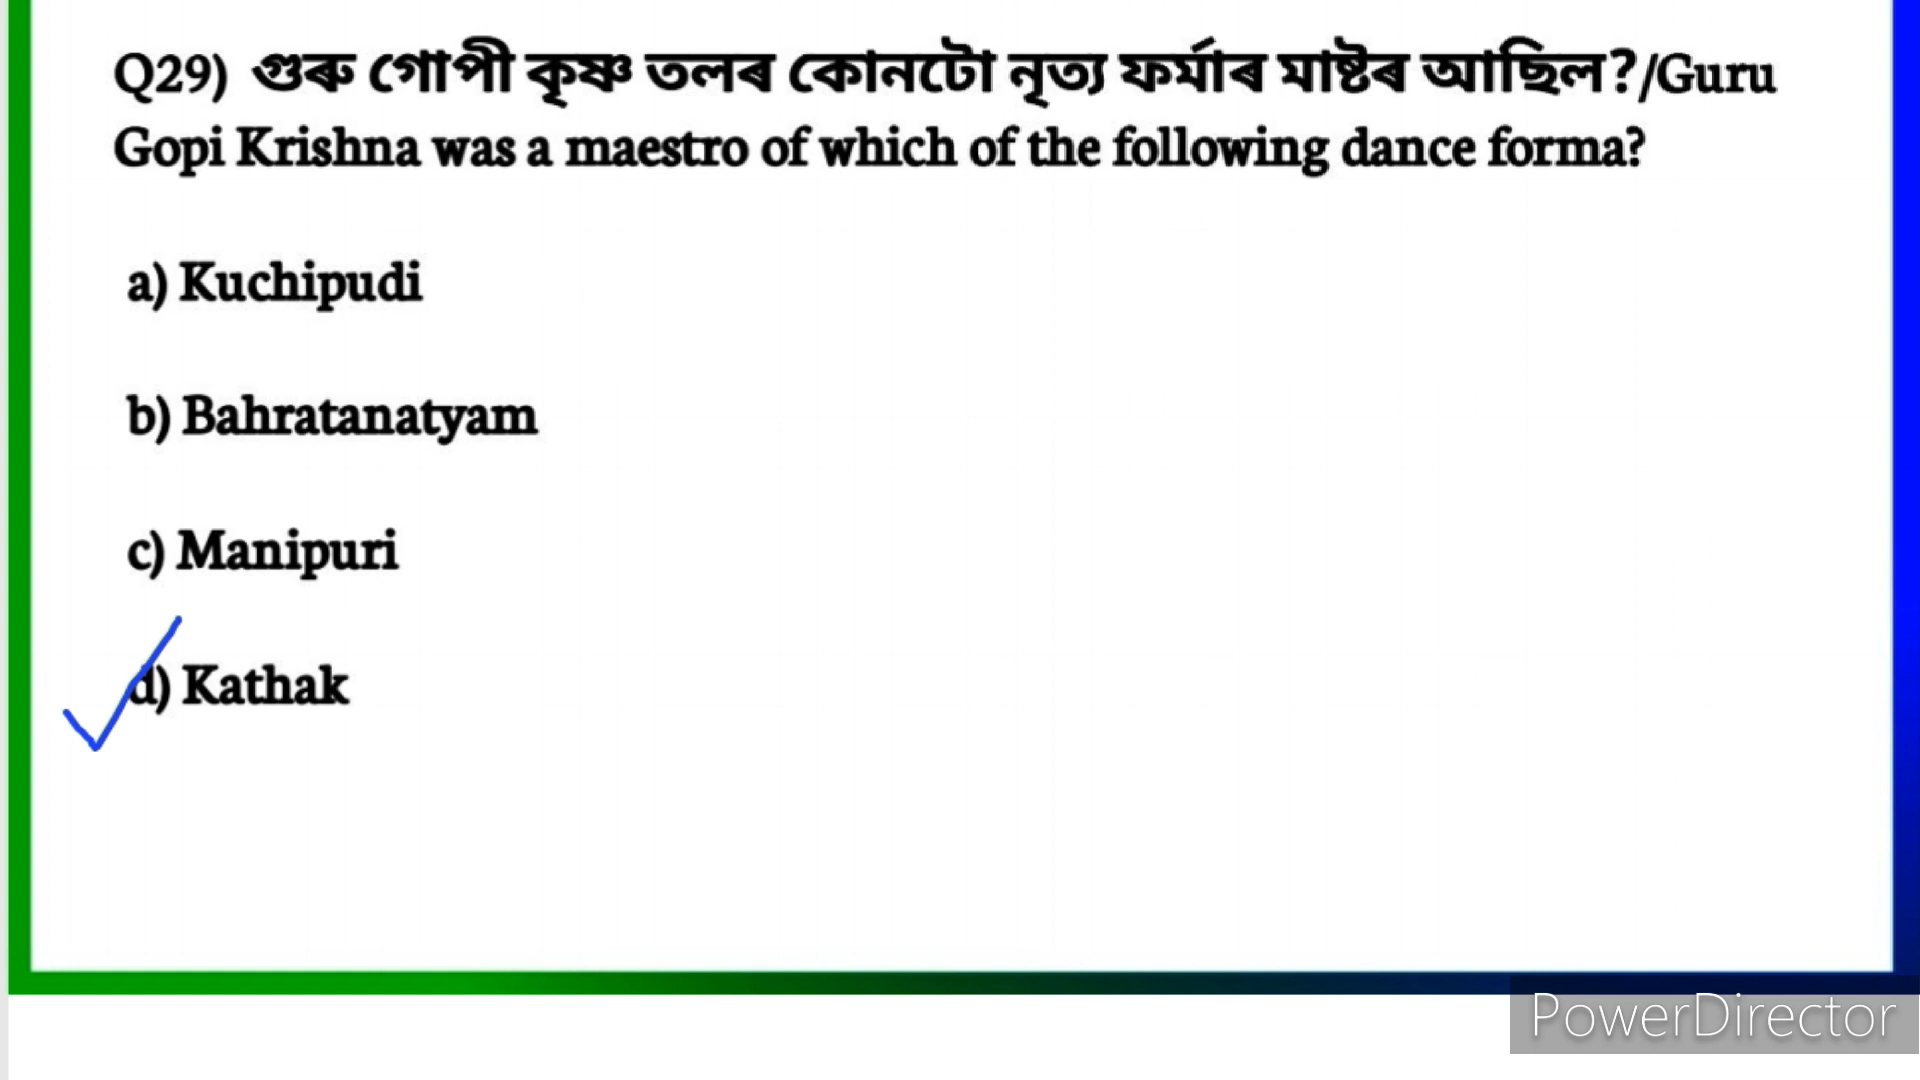 Q29) গুৰু গোপী কৃষ্ণ তলৰ কোনটো নৃত্য ফৰ্মাৰ মাষ্টৰ আছিল?/Guru
Gopi Krishna was a maestro of which of the following dance forma?
a) Kuchipudi
b) Bahratanatyam
c) Manipuri
d) Kathak
PowerDirector